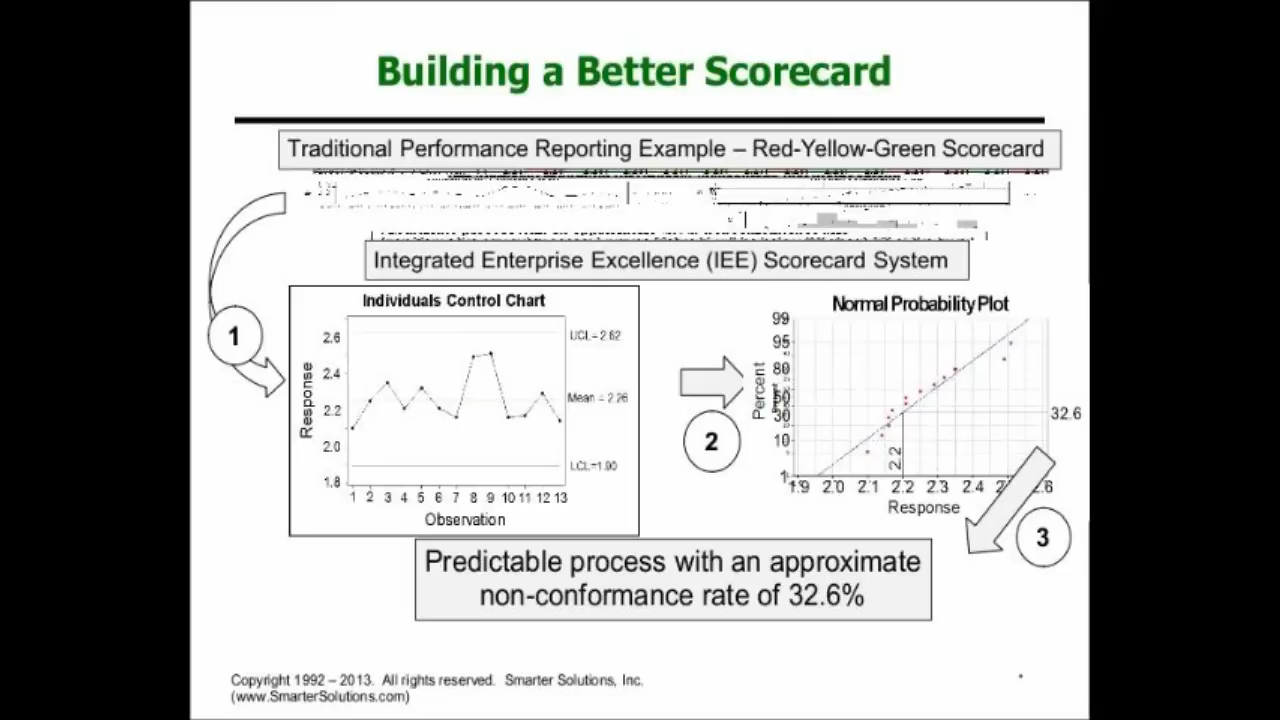 Building a Better Scorecard
Traditional Performance Reporting Example – Red-Yellow-Green Scorecard
Integrated Enterprise Excellence (IEE) Scorecard System
1
Individuals Control Chart
Response
2.6
2.4
2.2
2.0
1.8
UCL=2.62
Mean = 2.26
LCL=1.90
1 2 3 4 5 6 7 8 9 10 11 12 13
Observation
2
Normal Probability Plot
Percent
99
95
80
50
30
10
1
2.2
32.6
1.9 2.0 2.1 2.2 2.3 2.4 2.6
Response
3
Predictable process with an approximate
non-conformance rate of 32.6%
Copyright 1992 – 2013. All rights reserved. Smarter Solutions, Inc.
(www.SmarterSolutions.com)